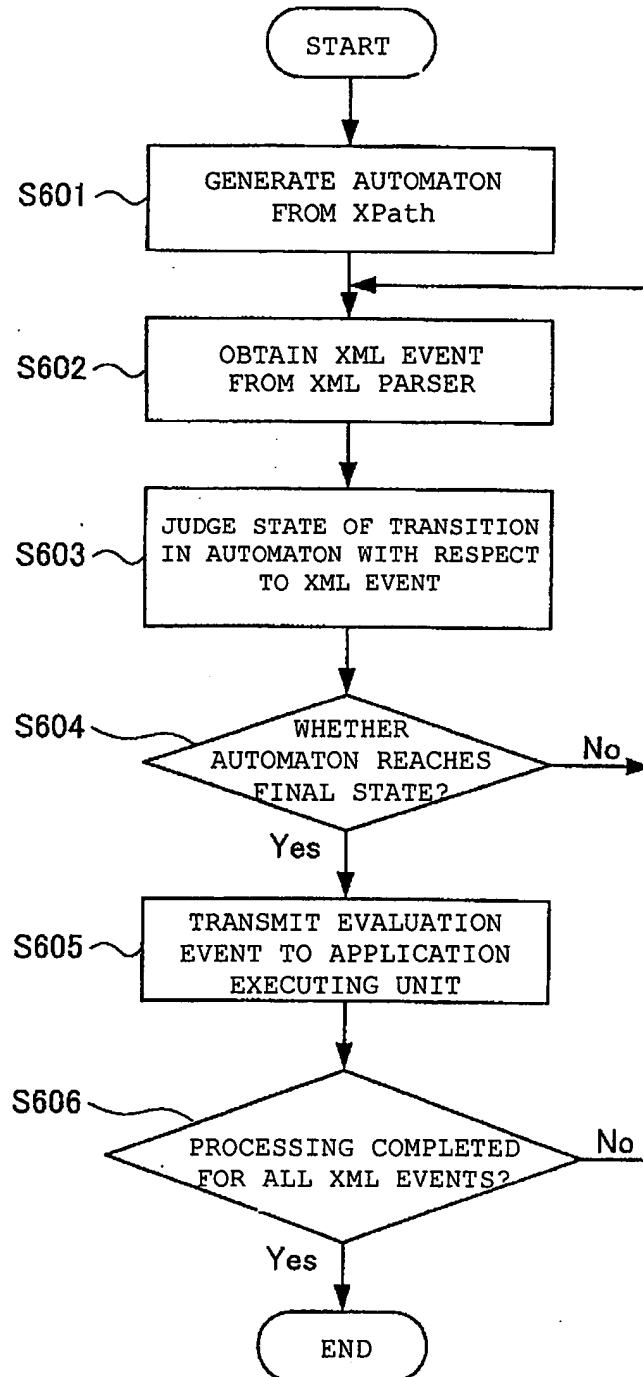 START
S601
GENERATE AUTOMATON
FROM XPath
S602
OBTAIN XML EVENT
FROM XML PARSER
S603
JUDGE STATE OF TRANSITION
IN AUTOMATON WITH RESPECT
TO XML EVENT
S604
WHETHER
AUTOMATON REACHES
FINAL STATE?
No
Yes
S605
TRANSMIT EVALUATION
EVENT TO APPLICATION
EXECUTING UNIT
S606
PROCESSING COMPLETED
FOR ALL XML EVENTS?
No
Yes
END